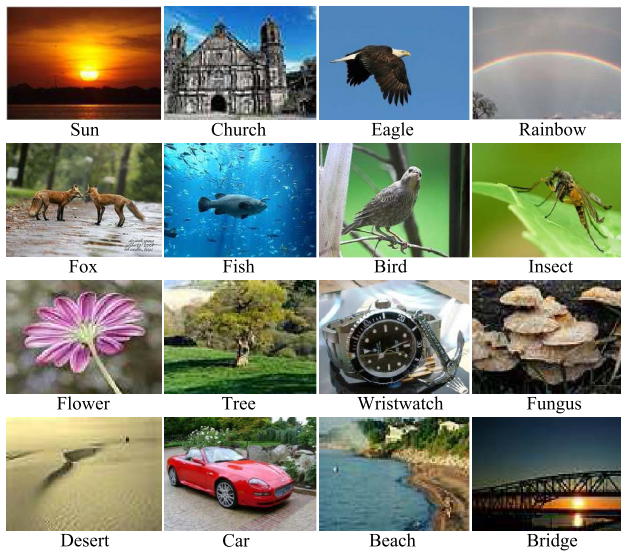 Sun
Church
Eagle
Rainbow
Fox
Fish
Bird
Insect
Flower
Tree
Wristwatch
Fungus
Desert
Car
Beach
Bridge